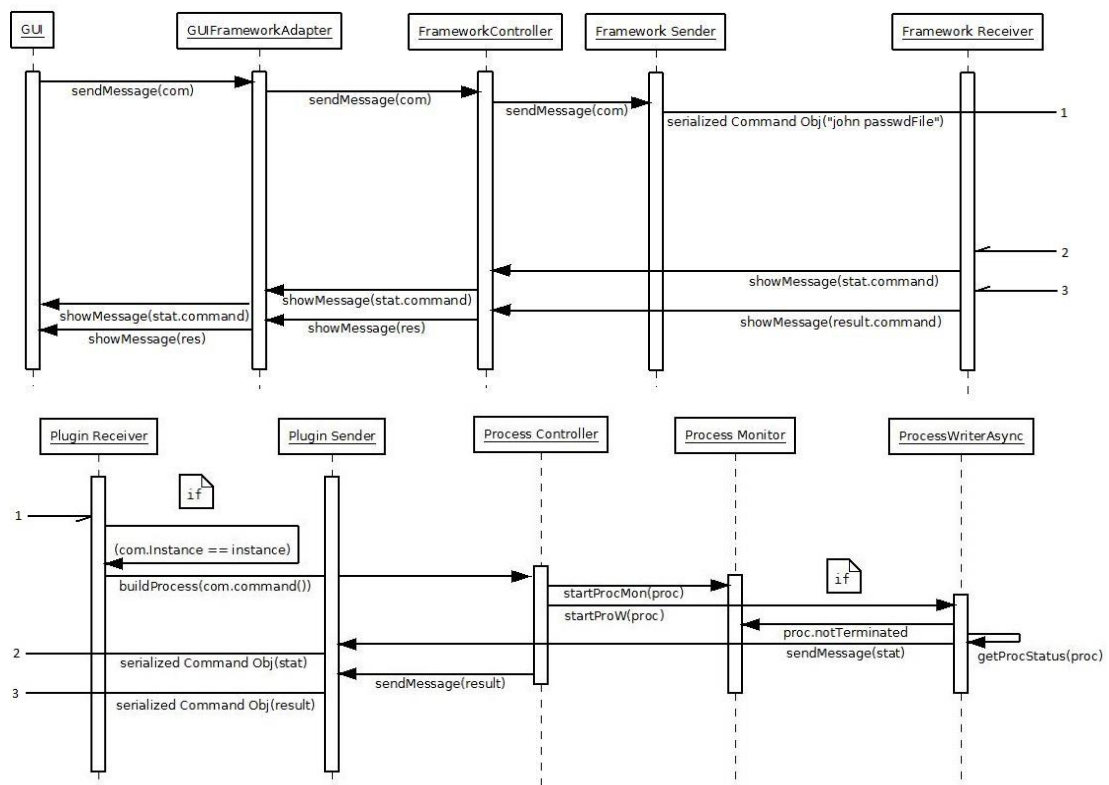 GUI
GUIFrameworkAdapter
FrameworkController
Framework Sender
Framework Receiver
sendMessage(com)
sendMessage(com)
sendMessage(com)
serialized Command Obj("john passwdFile")
1
2
showMessage(stat.command)
3
showMessage(stat.command)
showMessage(stat.command)
showMessage(result.command)
showMessage(res)
showMessage(res)
Plugin Receiver
Plugin Sender
Process Controller
Process Monitor
ProcessWriterAsync
if
1
(com.Instance == instance)
buildProcess(com.command())
if
startProcMon(proc)
startProW(proc)
proc.notTerminated
2
sendMessage(stat)
getProcStatus(proc)
serialized Command Obj(stat)
sendMessage(result)
3
serialized Command Obj(result)